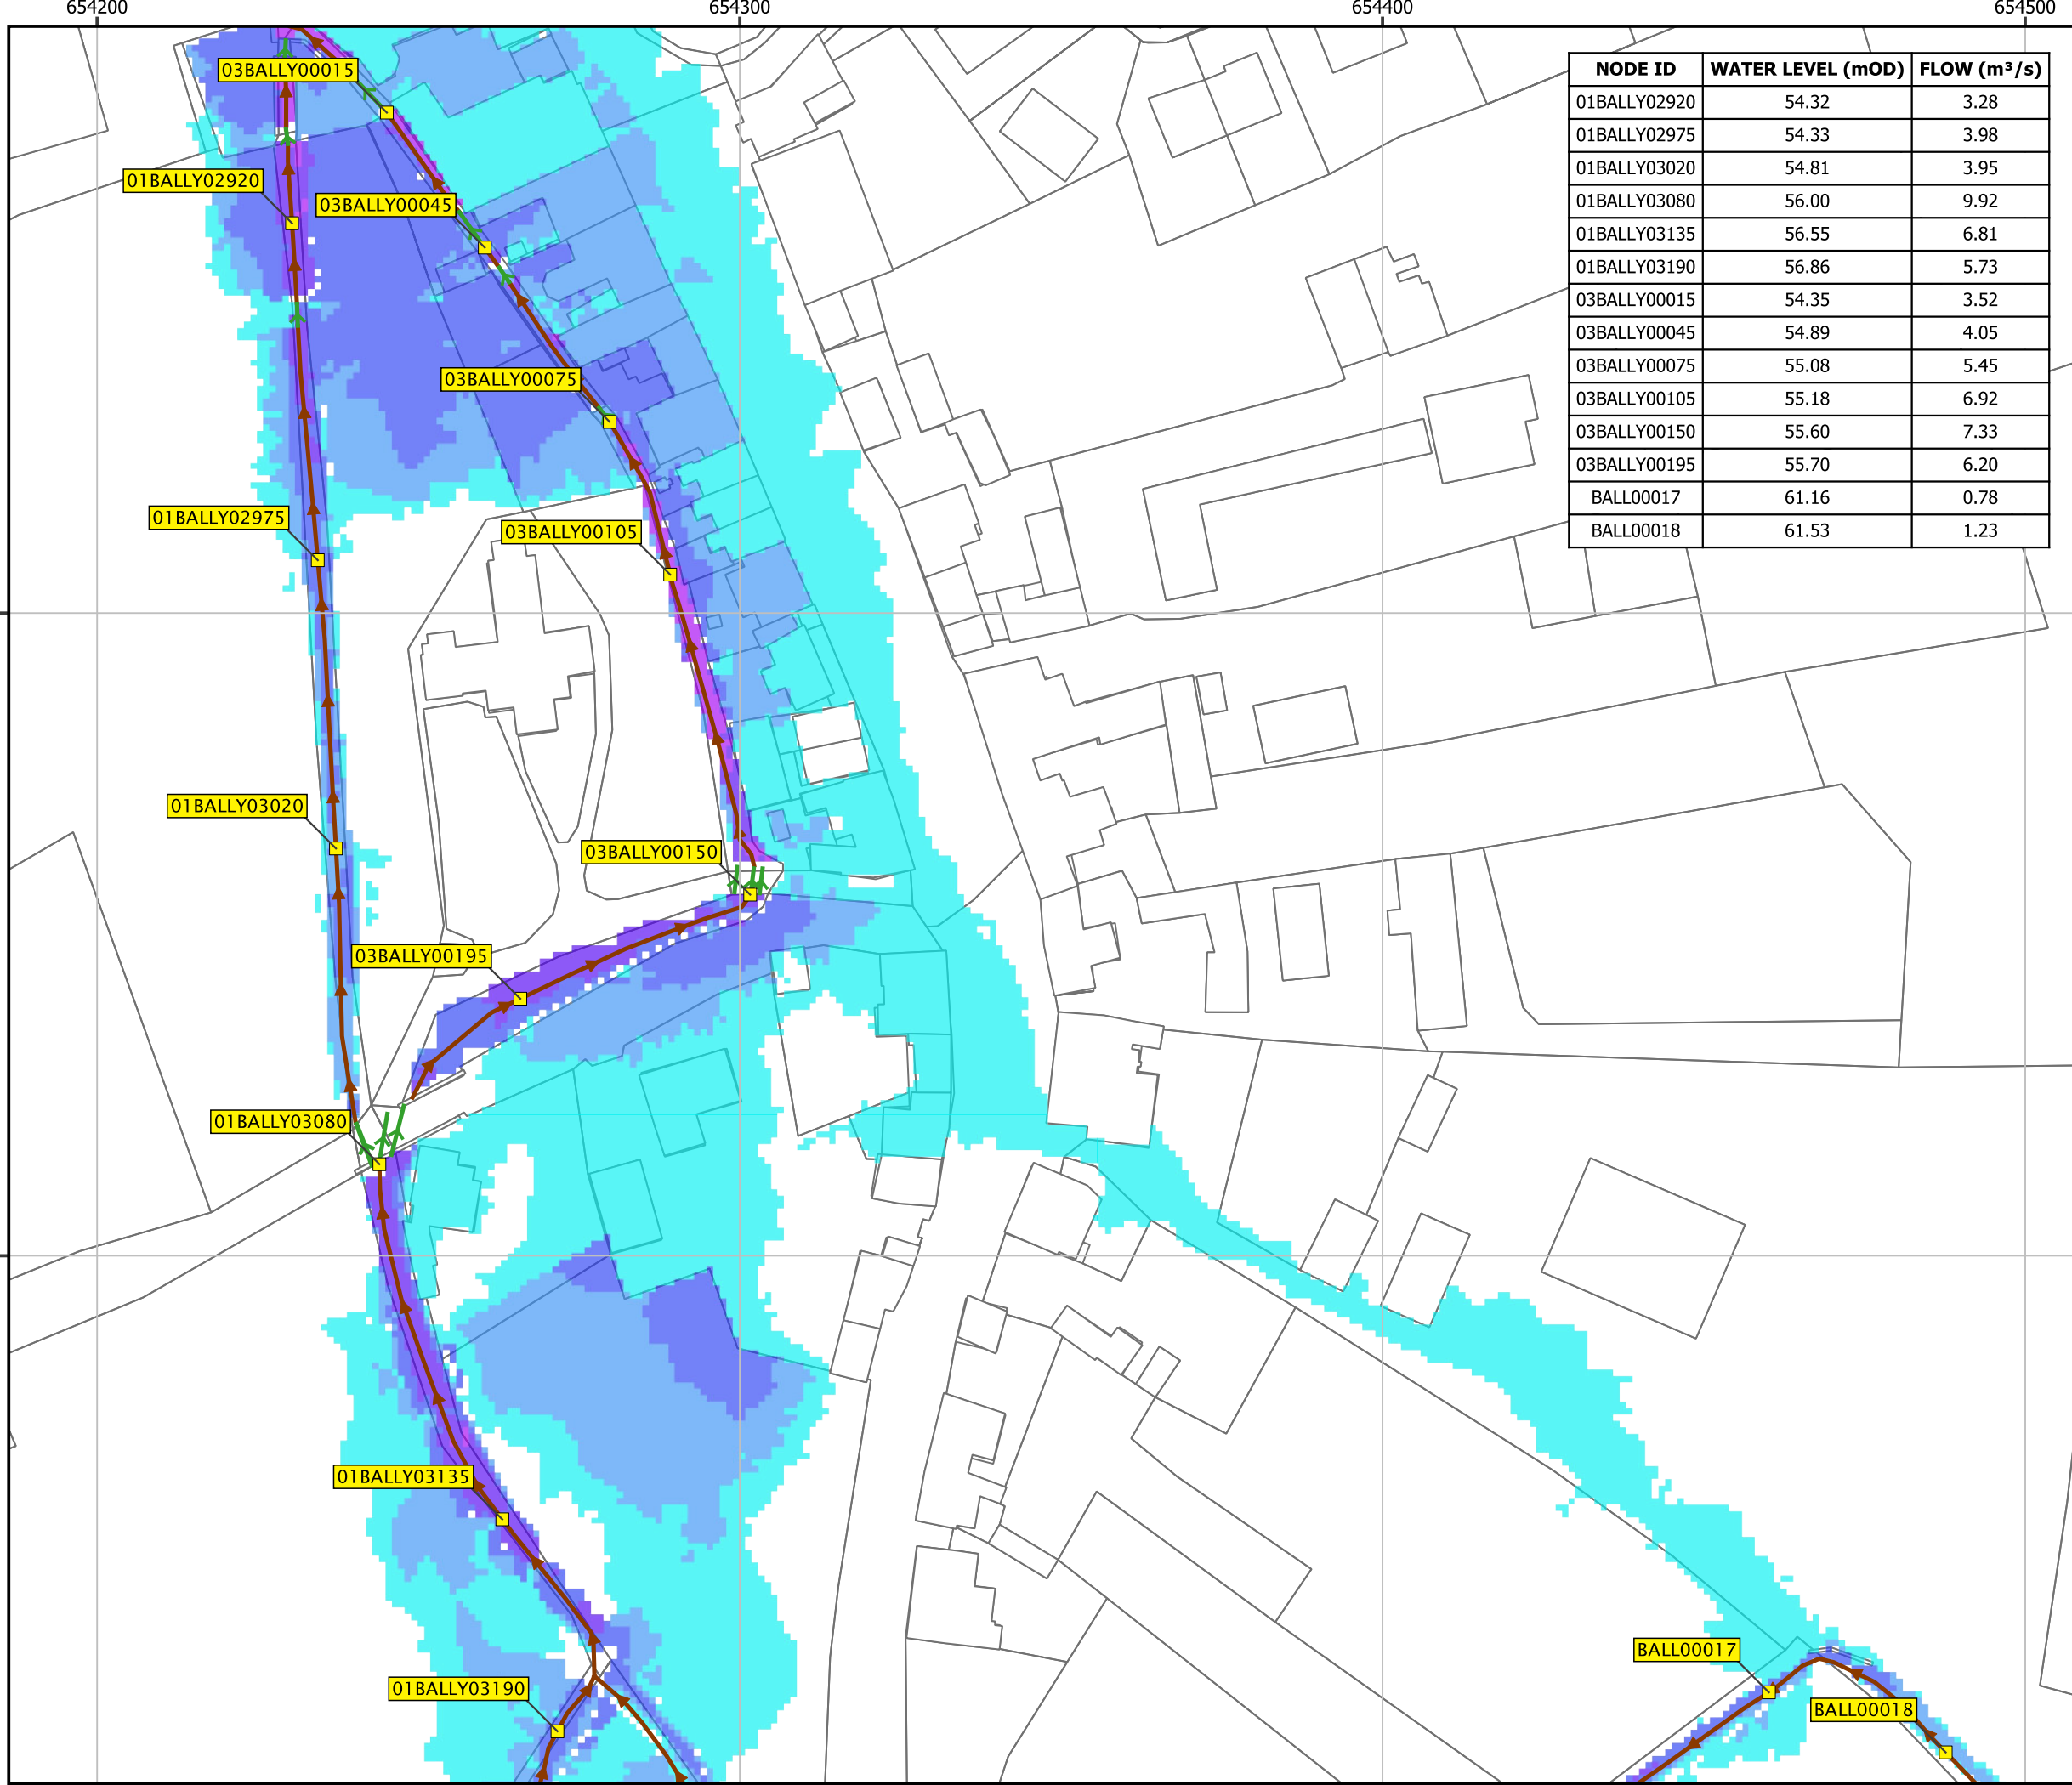 654200 654300 654400 654500
NODE ID WATER LEVEL (mOD) FLOW (m³/s)
01BALLY02920 54.32 3.28
01BALLY02975 54.33 3.98
01BALLY03020 54.81 3.95
01BALLY03080 56.00 9.92
01BALLY03135 56.55 6.81
01BALLY03190 56.86 5.73
03BALLY00015 54.35 3.52
03BALLY00045 54.89 4.05
03BALLY00075 55.08 5.45
03BALLY00105 55.18 6.92
03BALLY00150 55.60 7.33
03BALLY00195 55.70 6.20
BALL00017 61.16 0.78
BALL00018 61.53 1.23
03BALLY00015
01BALLY02920
03BALLY00045
03BALLY00075
01BALLY02975
03BALLY00105
01BALLY03020
03BALLY00150
03BALLY00195
01BALLY03080
01BALLY03135
BALL00017
01BALLY03190
BALL00018